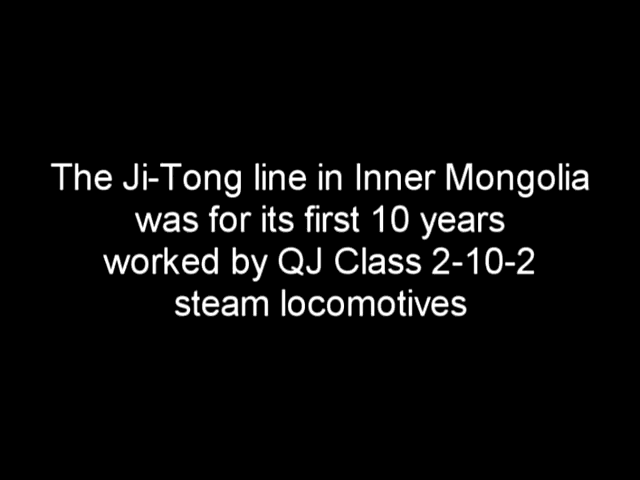 The Ji-Tong line in Inner Mongolia
was for its first 10 years
worked by QJ Class 2-10-2
steam locomotives